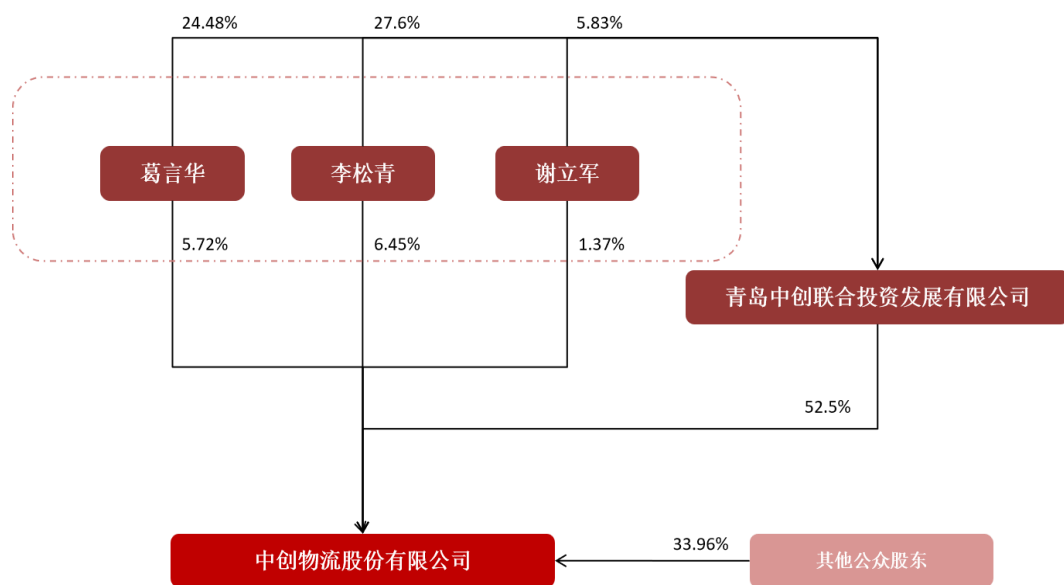 24.48%
27.6%
5.83%
葛言华
李松青
谢立军
5.72%
6.45%
1.37%
青岛中创联合投资发展有限公司
52.5%
中创物流股份有限公司
33.96%
其他公众股东